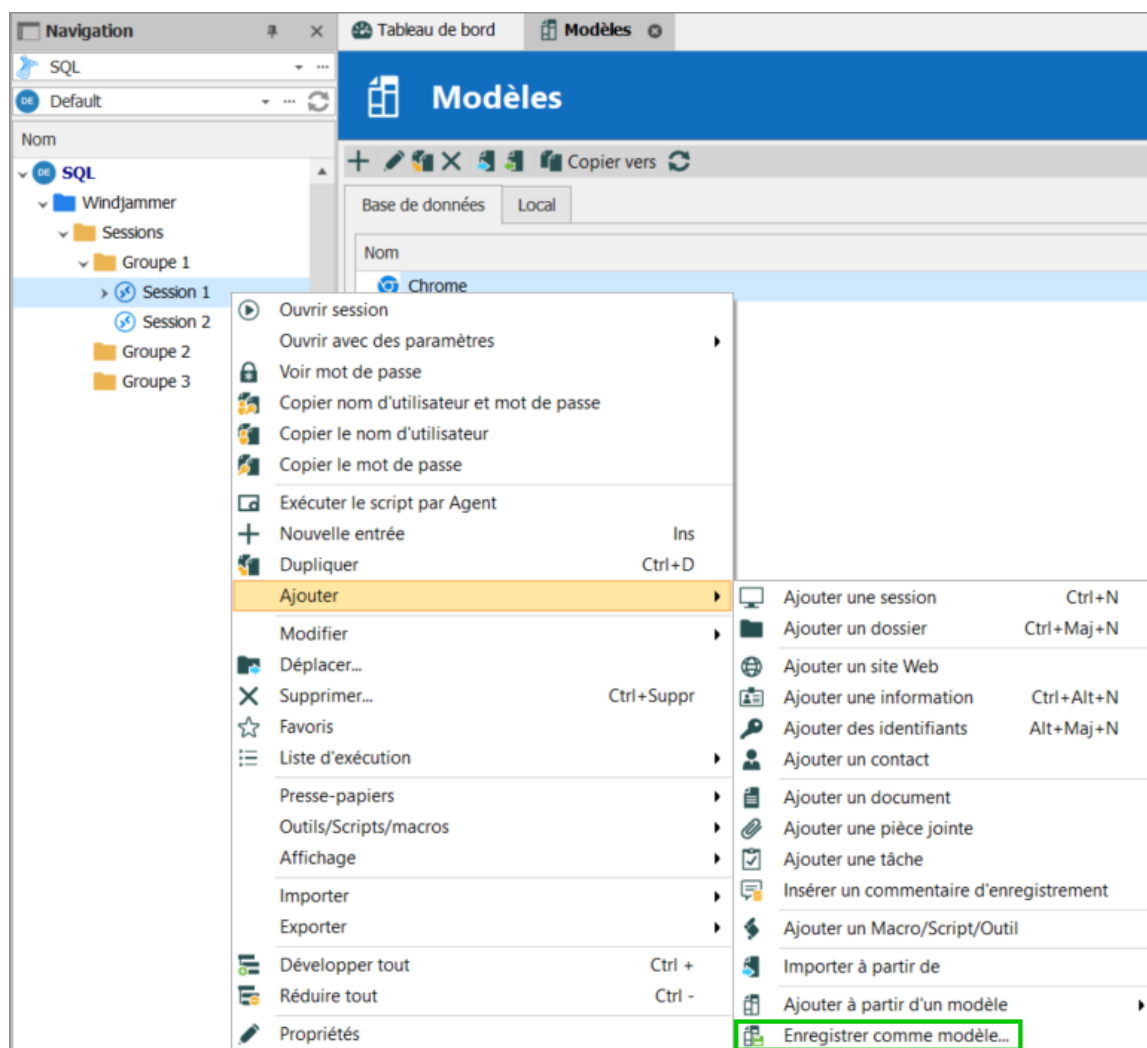 Navigation
Tableau de bord
Modèles
SQL
DE Default
Modèles
Nom
Copier vers
DE SQL
Windjammer
Base de données
Local
Sessions
Nom
Groupe 1
Chrome
Session 1
Session 2
Groupe 2
Groupe 3
Ouvrir session
Ouvrir avec des paramètres
Voir mot de passe
Copier nom d'utilisateur et mot de passe
Copier le nom d'utilisateur
Copier le mot de passe
Exécuter le script par Agent
Nouvelle entrée Ins
Dupliquer Ctrl+D
Ajouter
Modifier
Déplacer...
Supprimer... Ctrl+Suppr
Favoris
Liste d'exécution
Presse-papiers
Outils/Scripts/macros
Affichage
Importer
Exporter
Développer tout Ctrl +
Réduire tout Ctrl -
Propriétés
Ajouter une session Ctrl+N
Ajouter un dossier Ctrl+Maj+N
Ajouter un site Web
Ajouter une information Ctrl+Alt+N
Ajouter des identifiants Alt+Maj+N
Ajouter un contact
Ajouter un document
Ajouter une pièce jointe
Ajouter une tâche
Insérer un commentaire d'enregistrement
Ajouter un Macro/Script/Outil
Importer à partir de
Ajouter à partir d'un modèle
Enregistrer comme modèle...